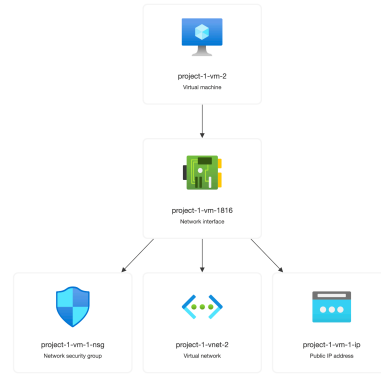 project-1-vm-2
Virtual machine
project-1-vm-1816
Network interface
project-1-vm-1-nsg
Network security group
project-1-vnet-2
Virtual network
project-1-vm-1-ip
Public IP address